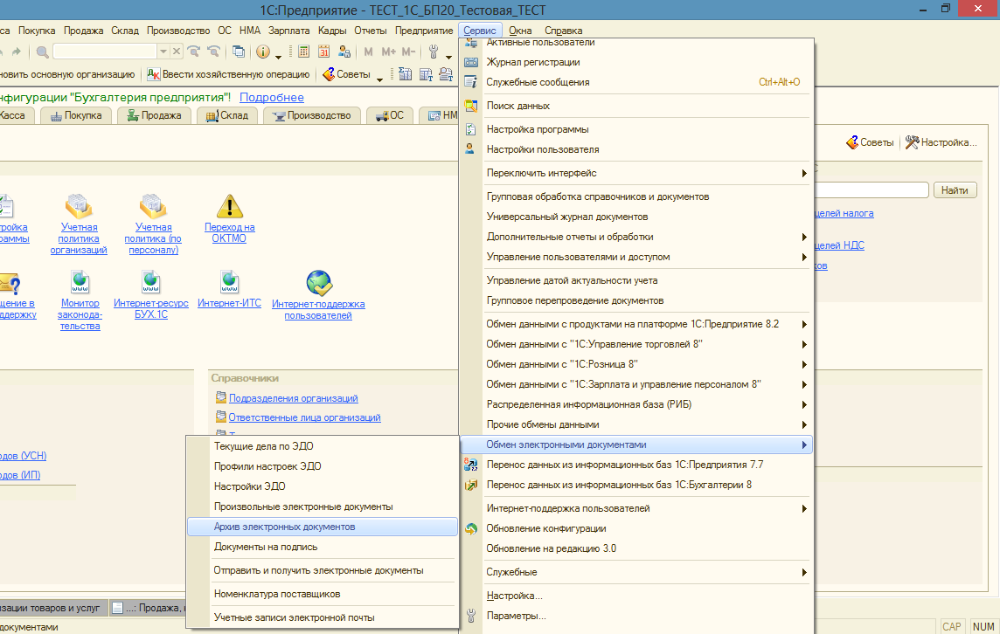 1С:Предприятие - ТЕСТ_1С_БП20_Тестовая_ТЕСТ
са Покупка Продажа Склад Производство ОС НМА Зарплата Кадры Отчеты Предприятие Сервис Окна Справка
M M+ M-
новить основную организацию Ввести хозяйственную операцию Советы
нфигурации "Бухгалтерия предприятия"! Подробнее
Касса Покупка Продажа Склад Производство ОС НМ
Советы Настройка...
Найти
ройка
раммы
Учетная
политика
организаций
Учетная
политика (по
персоналу)
Переход на
ОКТМО
целей налога
целей НДС
ков
щение в
ддержку
Монитор
законода-
тельства
Интернет-ресурс
БУХ.1С
Интернет-ИТС
Интернет-поддержка
пользователей
Справочники
Подразделения организаций
Ответственные лица организаций
одов (УСН)
одов (ИП)
Активные пользователи
Журнал регистрации
Служебные сообщения Ctrl+Alt+O
Поиск данных
Настройка программы
Настройки пользователя
Переключить интерфейс
Групповая обработка справочников и документов
Универсальный журнал документов
Дополнительные отчеты и обработки
Управление пользователями и доступом
Управление датой актуальности учета
Групповое перепроведение документов
Обмен данными с продуктами на платформе 1С:Предприятие 8.2
Обмен данными с "1С:Управление торговлей 8"
Обмен данными с "1С:Розница 8"
Обмен данными с "1С:Зарплата и управление персоналом 8"
Распределенная информационная база (РИБ)
Прочие обмены данными
Обмен электронными документами
Перенос данных из информационных баз 1С:Предприятия 7.7
Перенос данных из информационных баз 1С:Бухгалтерии 8
Интернет-поддержка пользователей
Обновление конфигурации
Обновление на редакцию 3.0
Служебные
Настройка...
Параметры...
Текущие дела по ЭДО
Профили настроек ЭДО
Настройки ЭДО
Произвольные электронные документы
Архив электронных документов
Документы на подпись
Отправить и получить электронные документы
Номенклатура поставщиков
Учетные записи электронной почты
изации товаров и услуг ...: Продажа,
документами
CAP NUM